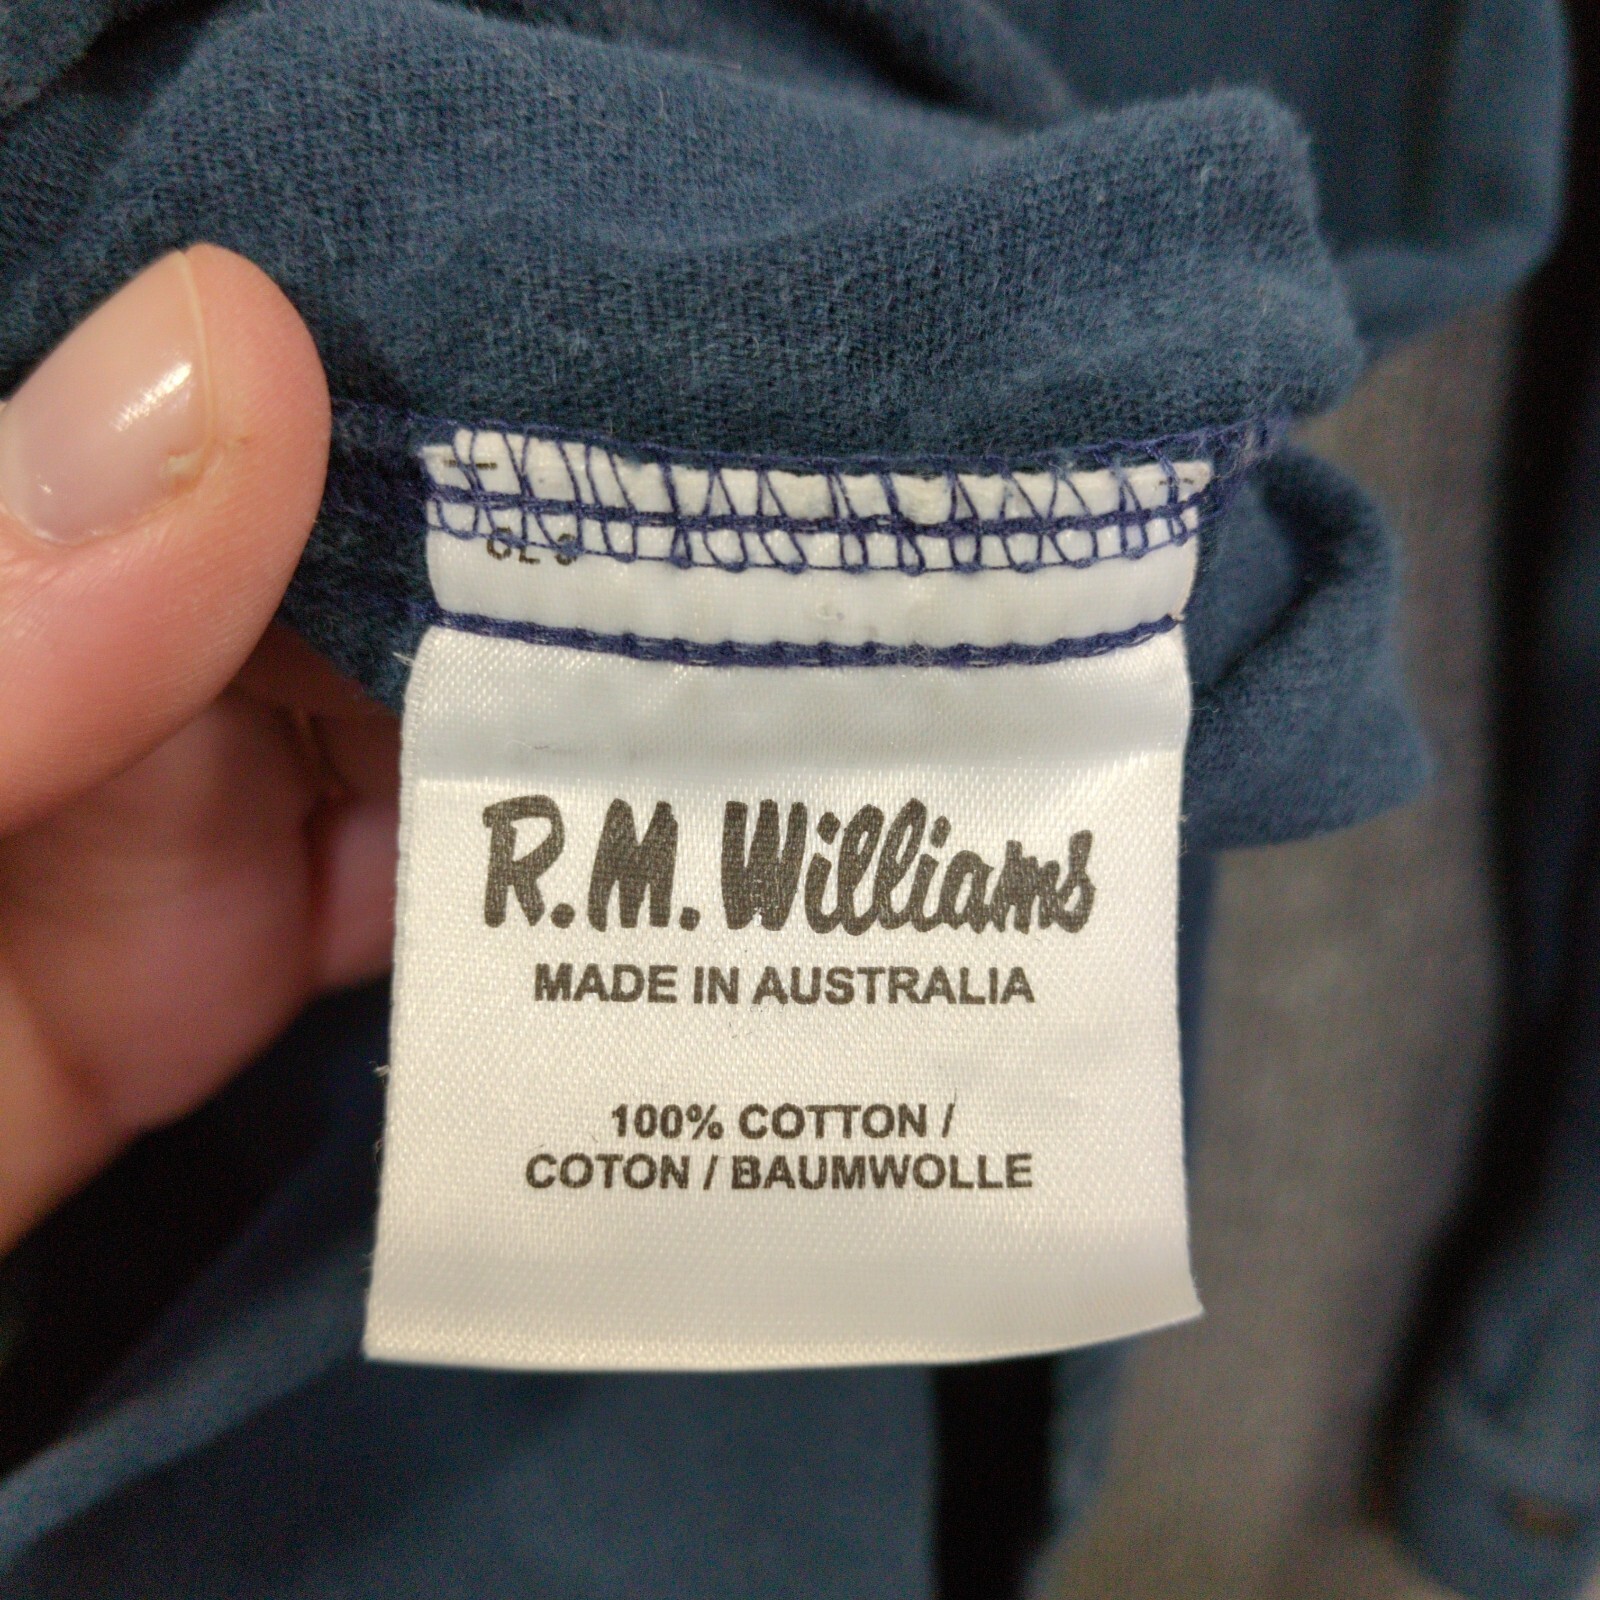 R.M.Williams
MADE IN AUSTRALIA
100% COTTON /
COTON / BAUMWOLLE